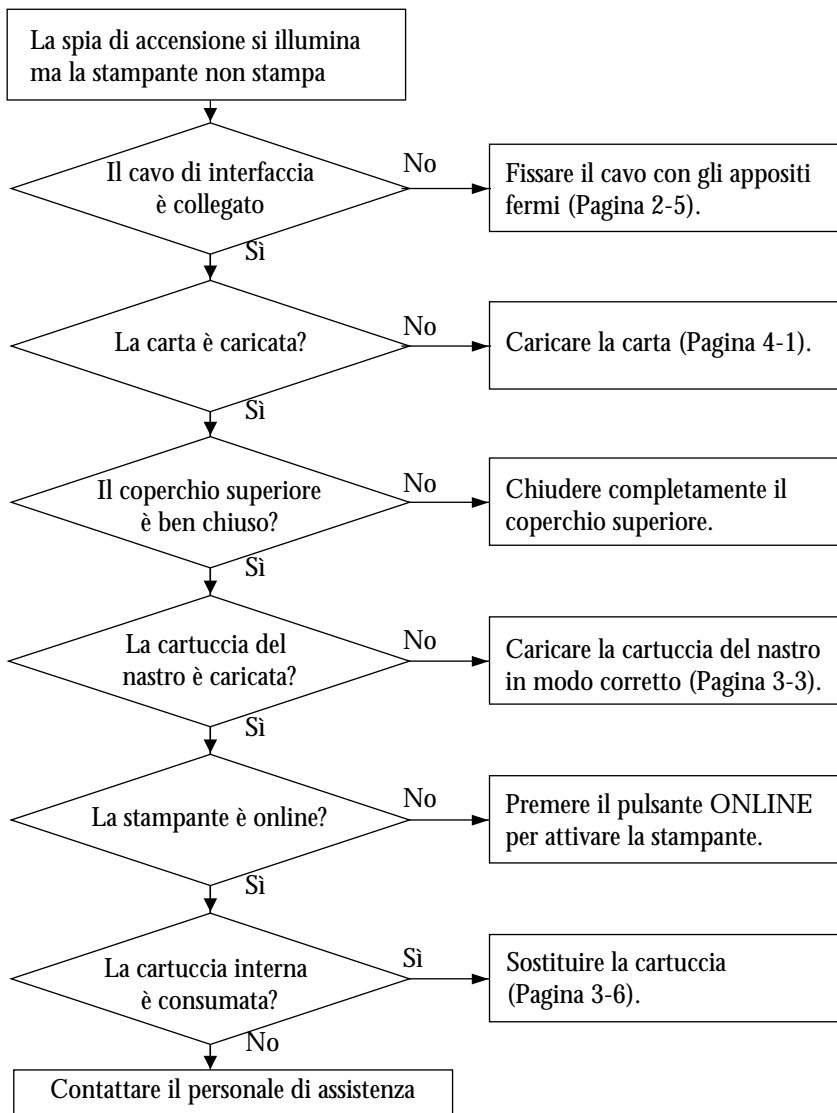 La spia di accensione si illumina
ma la stampante non stampa
Il cavo di interfaccia
è collegato
No
Fissare il cavo con gli appositi
fermi (Pagina 2-5).
Sì
La carta è caricata?
No
Caricare la carta (Pagina 4-1).
Sì
Il coperchio superiore
è ben chiuso?
No
Chiudere completamente il
coperchio superiore.
Sì
La cartuccia del
nastro è caricata?
No
Caricare la cartuccia del nastro
in modo corretto (Pagina 3-3).
Sì
La stampante è online?
No
Premere il pulsante ONLINE
per attivare la stampante.
Sì
La cartuccia interna
è consumata?
Sì
Sostituire la cartuccia
(Pagina 3-6).
No
Contattare il personale di assistenza